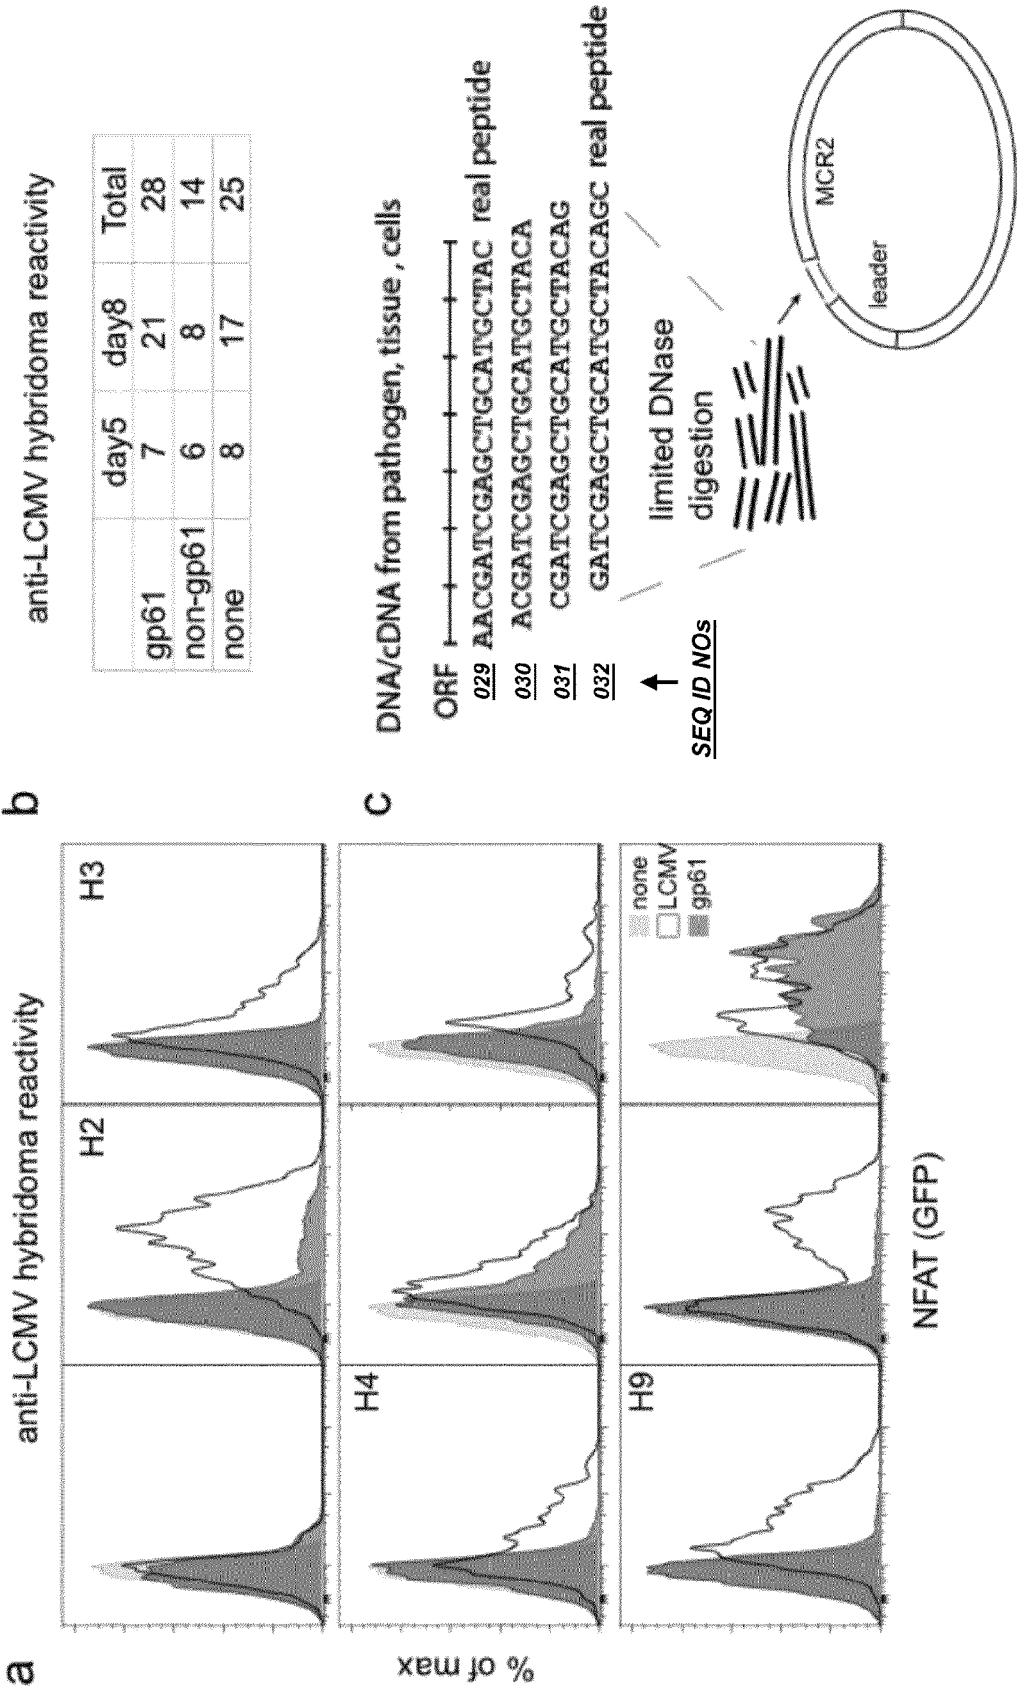 a
anti-LCMV hybridoma reactivity
H2
H3
H4
H9
none
LCMV
gp61
% of max
NFAT (GFP)
b
anti-LCMV hybridoma reactivity
day5 day8 Total
gp61 7 21 28
non-gp61 6 8 14
none 8 17 25
c
DNA/cDNA from pathogen, tissue , cells
ORF
029 AACGATCGAGCTGCATGCTAC real peptide
030 ACGATCGAGCTGCATGCTACA
031 CGATCGAGCTGCATGCTACAG
032 GATCGAGCTGCATGCTACAGC real peptide
SEQ ID NOs
limited DNase
digestion
leader
MCR2